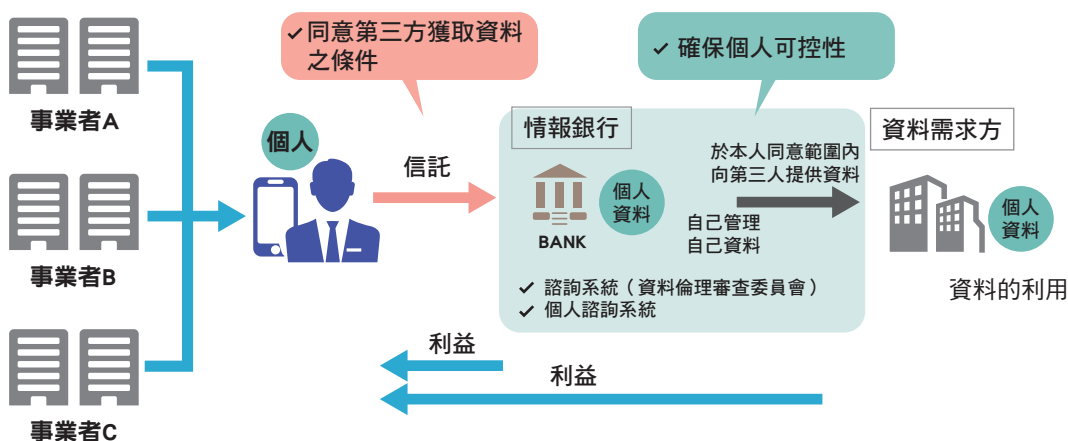 ✓同意第三方獲取資料
之條件
✓ 確保個人可控性
事業者A
個人
信託
情報銀行
BANK
個人
資料
於本人同意範圍內
向第三人提供資料
自己管理
自己資料
✓ 諮詢系統（資料倫理審查委員會）
✓ 個人諮詢系統
資料需求方
個人
資料
資料的利用
事業者B
利益
利益
事業者C